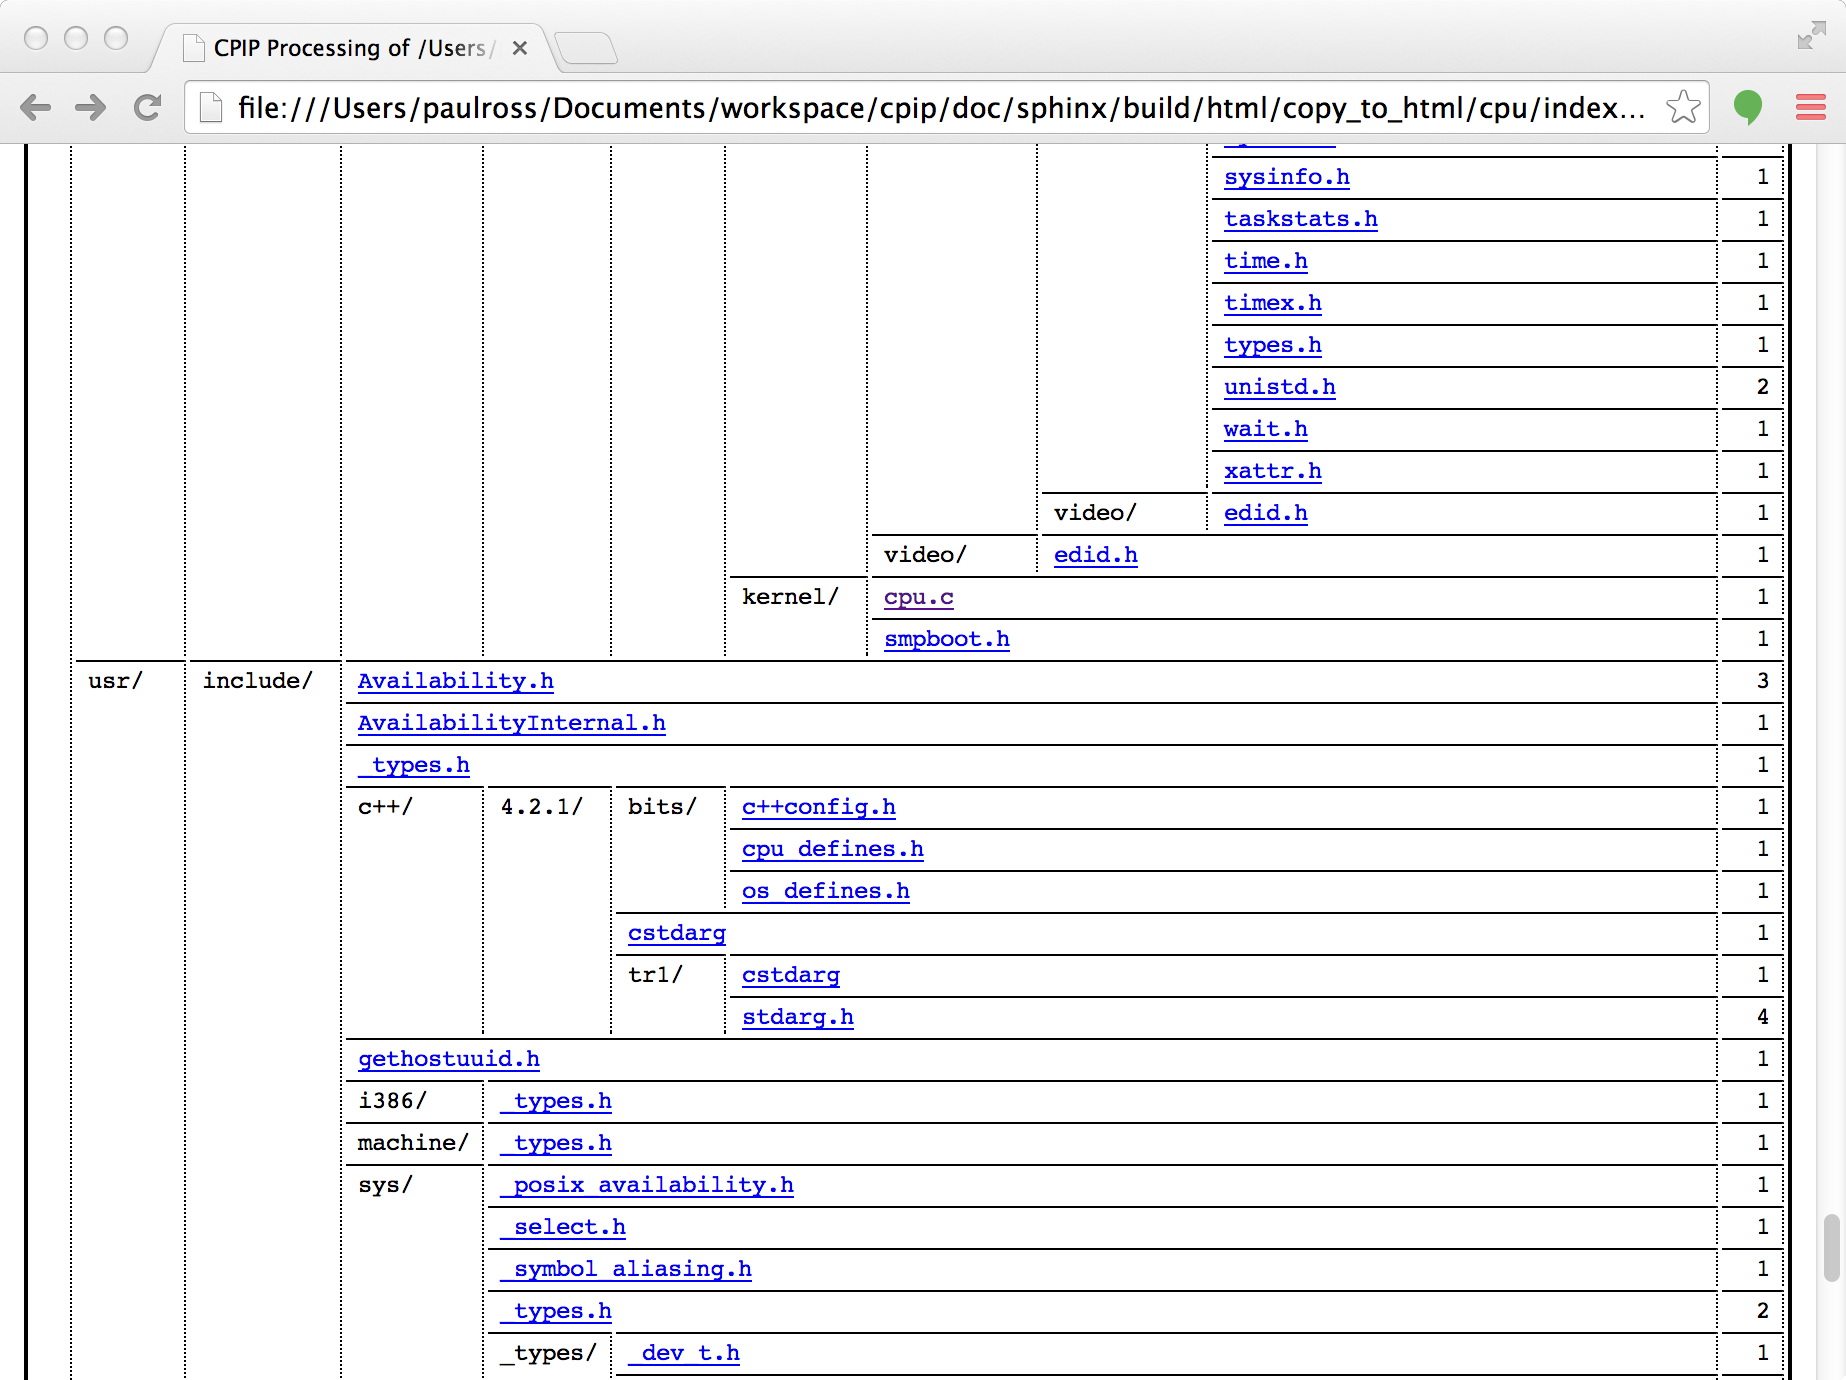 CPIP Processing of /Users/
file:///Users/paulross/Documents/workspace/cpip/doc/sphinx/build/html/copy_to_html/cpu/index...
sysinfo.h 1
taskstats.h 1
time.h 1
timex.h 1
types.h 1
unistd.h 2
wait.h 1
xattr.h 1
video/ edid.h 1
video/ edid.h 1
kernel/ cpu.c 1
smpboot.h 1
usr/ include/ Availability.h 3
AvailabilityInternal.h 1
_types.h 1
c++/ 4.2.1/ bits/ c++config.h 1
cpu_defines.h 1
os_defines.h 1
cstdarg 1
tr1/ cstdarg 1
stdarg.h 4
gethostuuid.h 1
i386/ _types.h 1
machine/ _types.h 1
sys/ _posix_availability.h 1
_select.h 1
_symbol_aliasing.h 1
_types.h 2
_types/ _dev_t.h 1